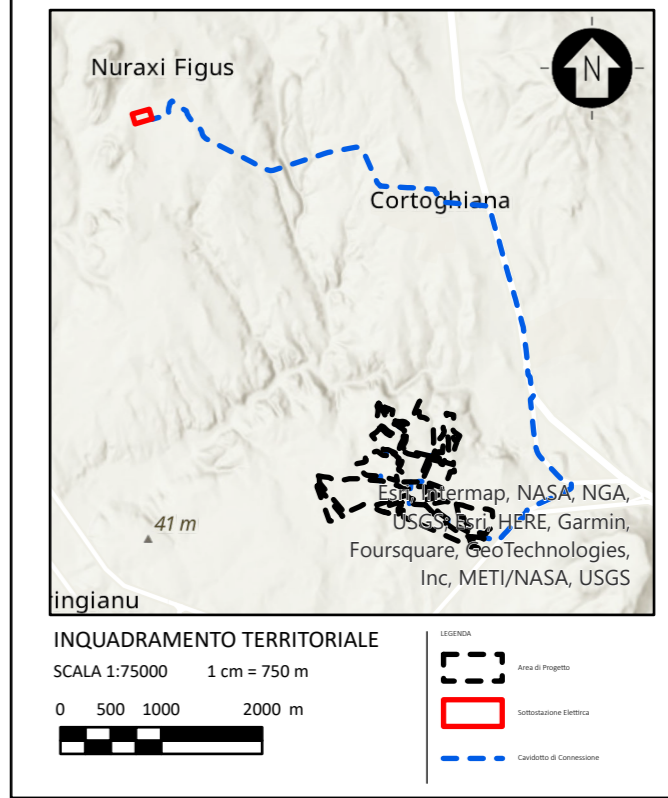 Nuraxi Figus
N
Cortoghiana
Esri, Intermap, NASA, NGA,
USGS, Esri, HERE, Garmin,
Foursquare, GeoTechnologies,
Inc, METI/NASA, USGS
41 m
ringianu
INQUADRAMENTO TERRITORIALE
SCALA 1:75000 1 cm = 750 m
0 500 1000 2000 m
LEGENDA
Area di Progetto
Sottostazione Elettirca
Cavidotto di Connessione